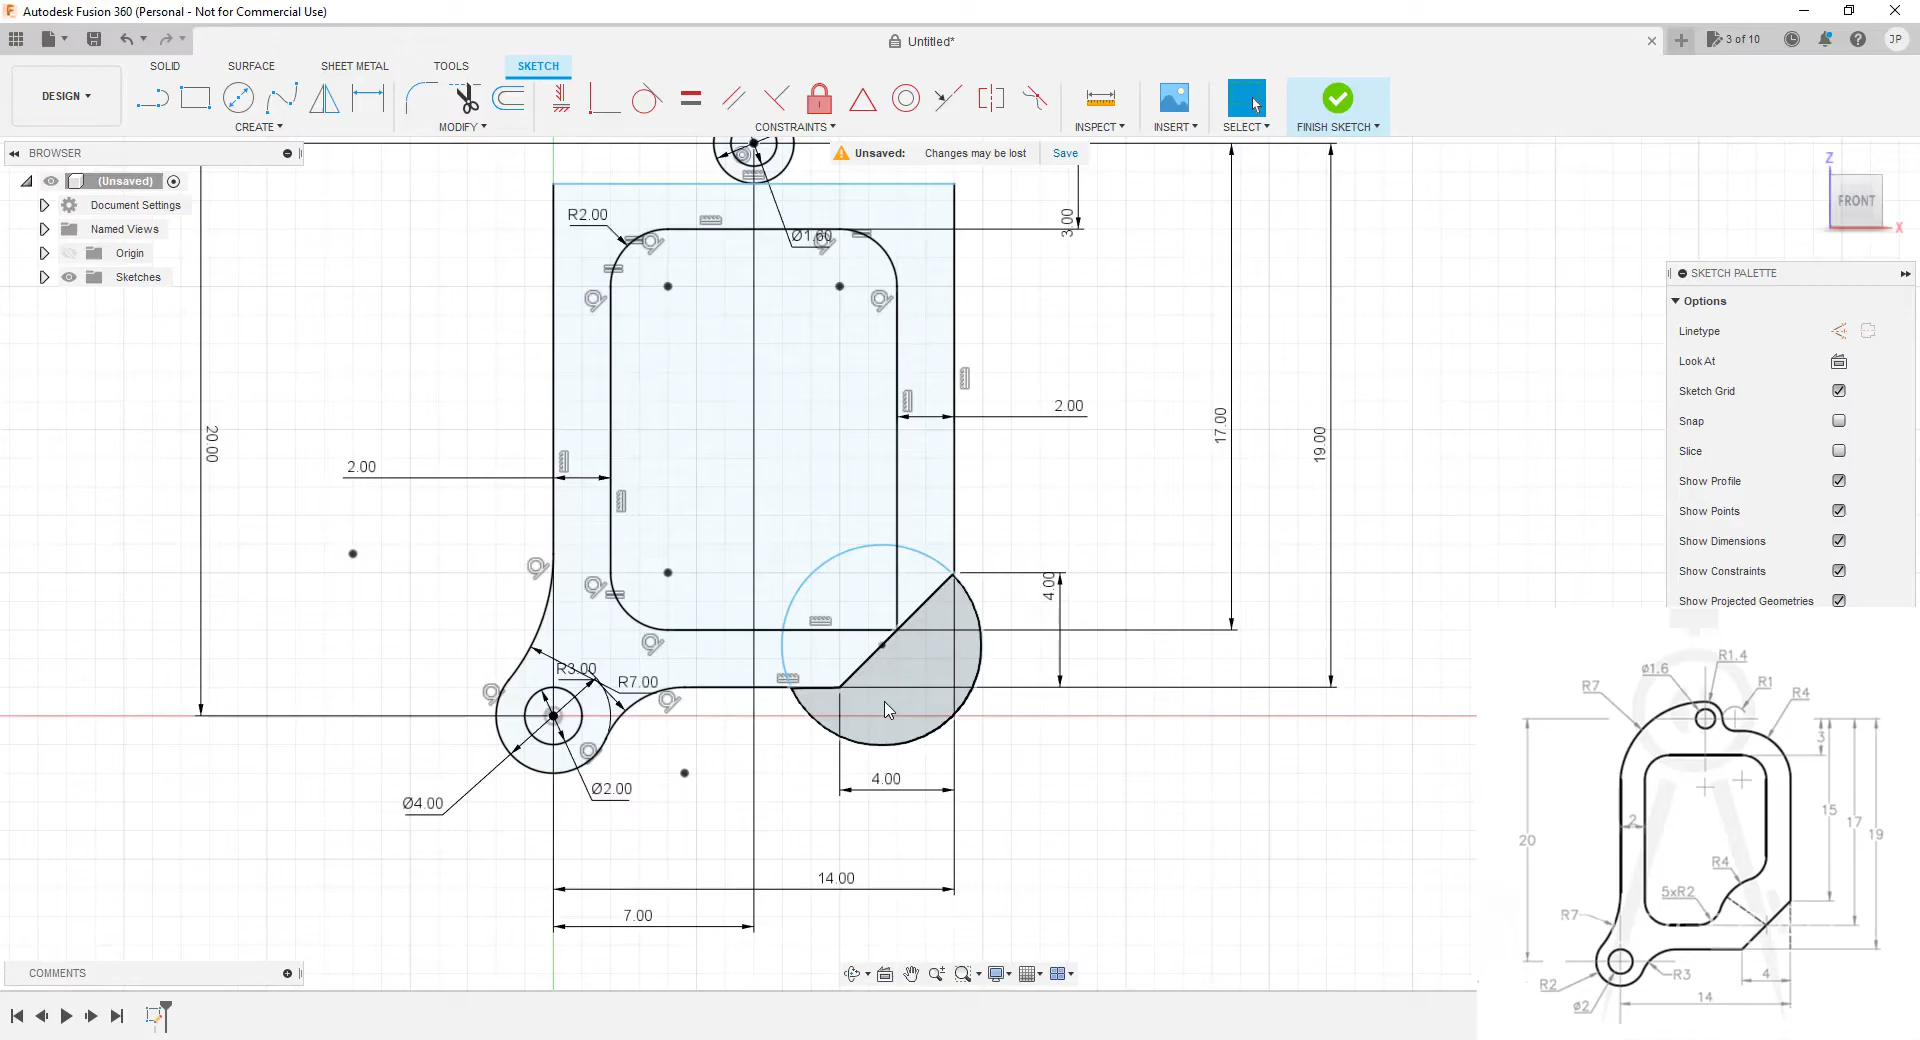 Autodesk Fusion 360 (Personal - Not for Commercial Use)
Untitled*
3 of 10
JP
DESIGN
SOLID
SURFACE
SHEET METAL
TOOLS
SKETCH
CREATE
MODIFY
CONSTRAINTS
INSPECT
INSERT
SELECT
FINISH SKETCH
BROWSER
Unsaved: Changes may be lost Save
(Unsaved)
Document Settings
Named Views
Origin
Sketches
Z
FRONT
X
SKETCH PALETTE
Options
Linetype
Look At
Sketch Grid
Snap
Slice
Show Profile
Show Points
Show Dimensions
Show Constraints
Show Projected Geometries
R2.00
Ø1.60
3.00
2.00
17.00
19.00
20.00
2.00
4.00
R3.00
R7.00
4.00
Ø4.00
Ø2.00
14.00
7.00
ø1.6
R1.4
R7
R1
R4
3
2
15
17
19
20
R4
5xR2
R7
R3
4
R2
ø2
14
COMMENTS